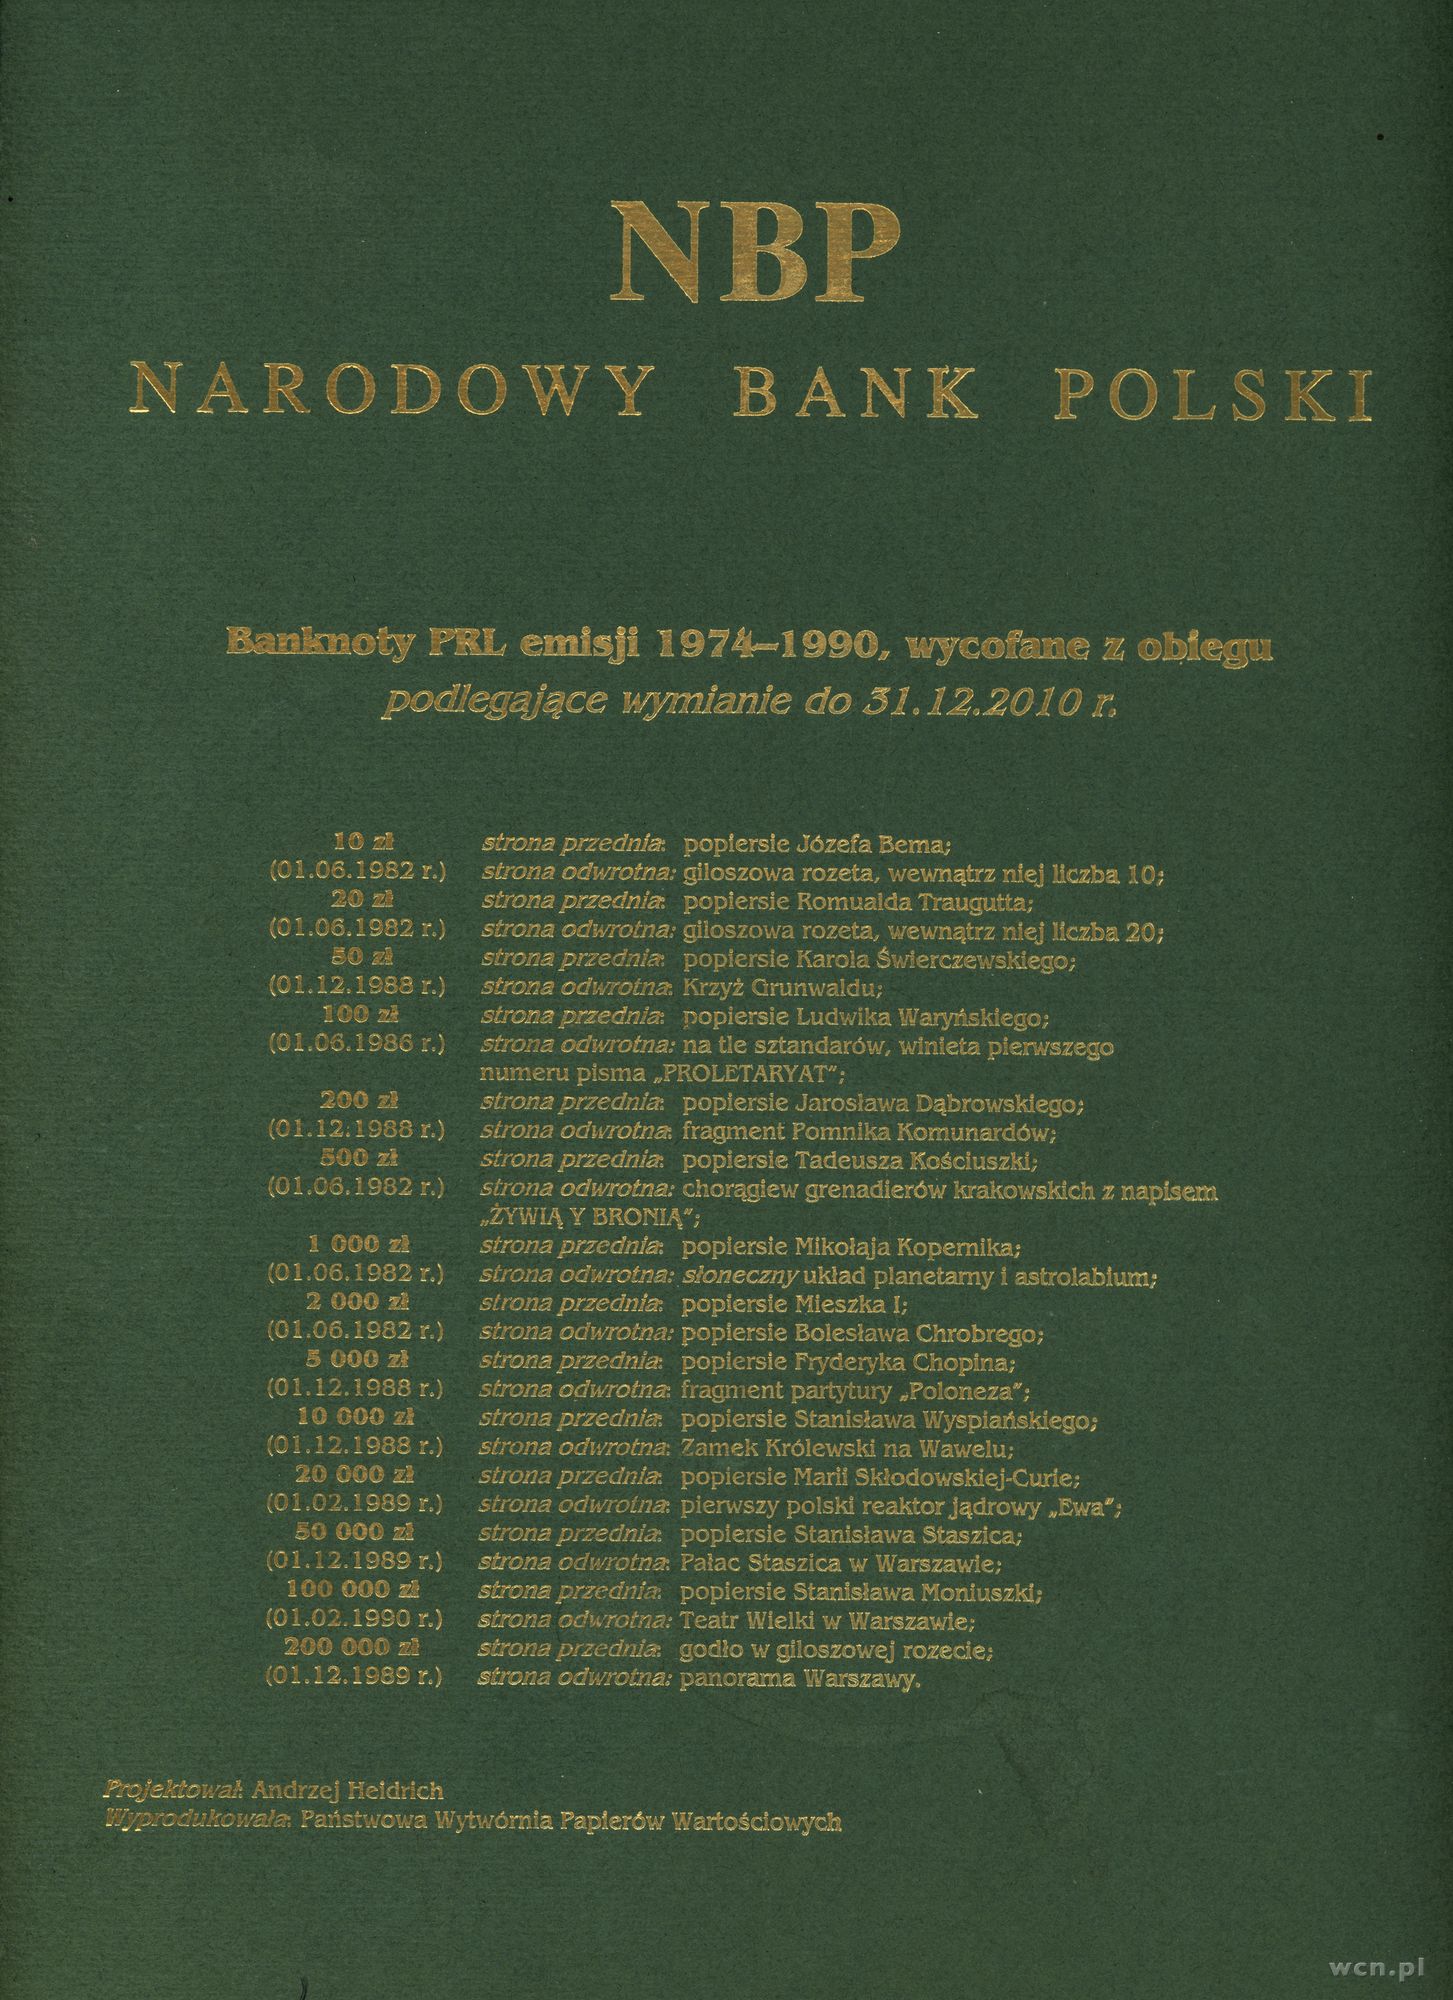 NBP
NARODOWY BANK POLSKI
Banknoty PRL emisji 1974–1990, wycofane z obiegu
podlegające wymianie do 31.12.2010 r.
10 zł strona przednia: popiersie Józefa Bema;
(01.06.1982 r.) strona odwrotna: giloszowa rozeta, wewnątrz niej liczba 10;
20 zł strona przednia: popiersie Romualda Traugutta;
(01.06.1982 r.) strona odwrotna: giloszowa rozeta, wewnątrz niej liczba 20;
50 zł strona przednia: popiersie Karola Świerczewskiego;
(01.12.1988 r.) strona odwrotna: Krzyż Grunwaldu;
100 zł strona przednia: popiersie Ludwika Waryńskiego;
(01.06.1986 r.) strona odwrotna: na tle sztandarów, winieta pierwszego
numeru pisma „PROLETARYAT”;
200 zł strona przednia: popiersie Jarosława Dąbrowskiego;
(01.12.1988 r.) strona odwrotna: fragment Pomnika Komunardów;
500 zł strona przednia: popiersie Tadeusza Kościuszki;
(01.06.1982 r.) strona odwrotna: chorągiew grenadierów krakowskich z napisem
„ŻYWIĄ Y BRONIĄ”;
1 000 zł strona przednia: popiersie Mikołaja Kopernika;
(01.06.1982 r.) strona odwrotna: słoneczny układ planetarny i astrolabium;
2 000 zł strona przednia: popiersie Mieszka I;
(01.06.1982 r.) strona odwrotna: popiersie Bolesława Chrobrego;
5 000 zł strona przednia: popiersie Fryderyka Chopina;
(01.12.1988 r.) strona odwrotna: fragment partytury „Poloneza”;
10 000 zł strona przednia: popiersie Stanisława Wyspiańskiego;
(01.12.1988 r.) strona odwrotna: Zamek Królewski na Wawelu;
20 000 zł strona przednia: popiersie Marii Skłodowskiej-Curie;
(01.02.1989 r.) strona odwrotna: pierwszy polski reaktor jądrowy „Ewa”;
50 000 zł strona przednia: popiersie Stanisława Staszica;
(01.12.1989 r.) strona odwrotna: Pałac Staszica w Warszawie;
100 000 zł strona przednia: popiersie Stanisława Moniuszki;
(01.02.1990 r.) strona odwrotna: Teatr Wielki w Warszawie;
200 000 zł strona przednia: godło w giloszowej rozecie;
(01.12.1989 r.) strona odwrotna: panorama Warszawy.
Projektował: Andrzej Heidrich
Wyprodukowała: Państwowa Wytwórnia Papierów Wartościowych
wcn.pl